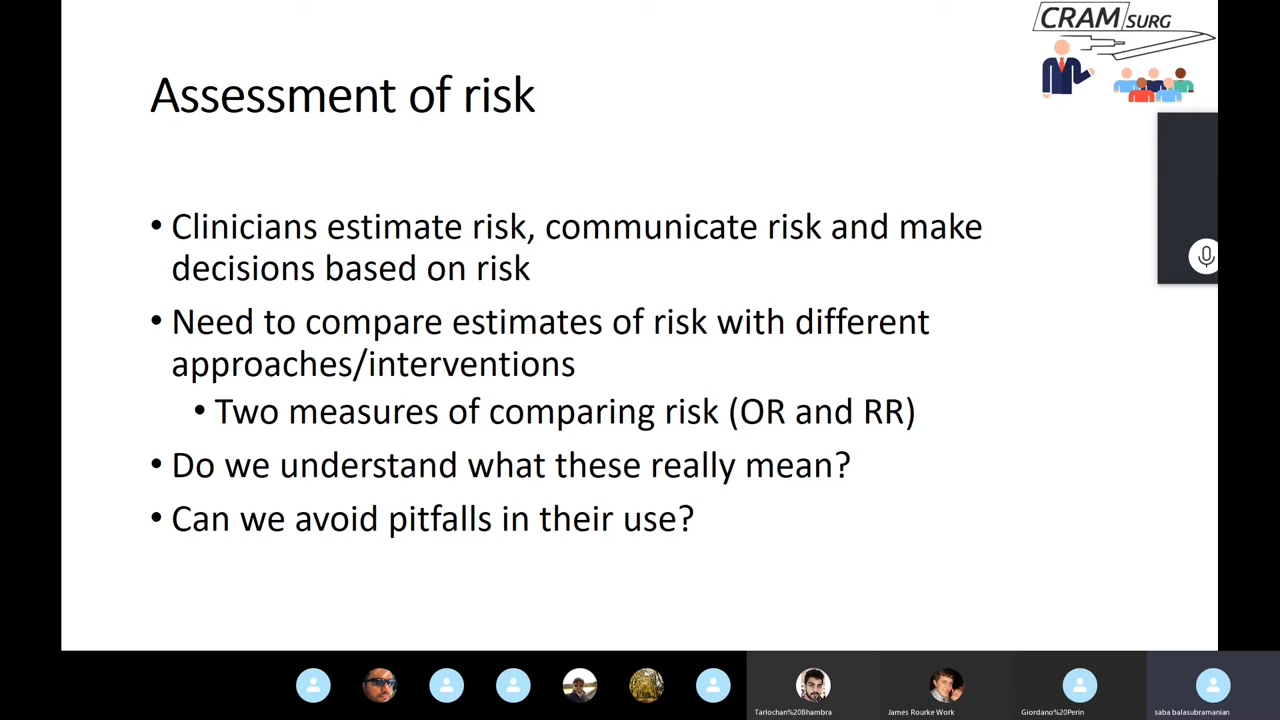 CRAM SURG
Assessment of risk
• Clinicians estimate risk, communicate risk and make
decisions based on risk
• Need to compare estimates of risk with different
approaches/interventions
• Two measures of comparing risk (OR and RR)
• Do we understand what these really mean?
• Can we avoid pitfalls in their use?
Tarlochan%20Bhambra
James Rourke Work
Giordano%20Perin
saba balasubramanian